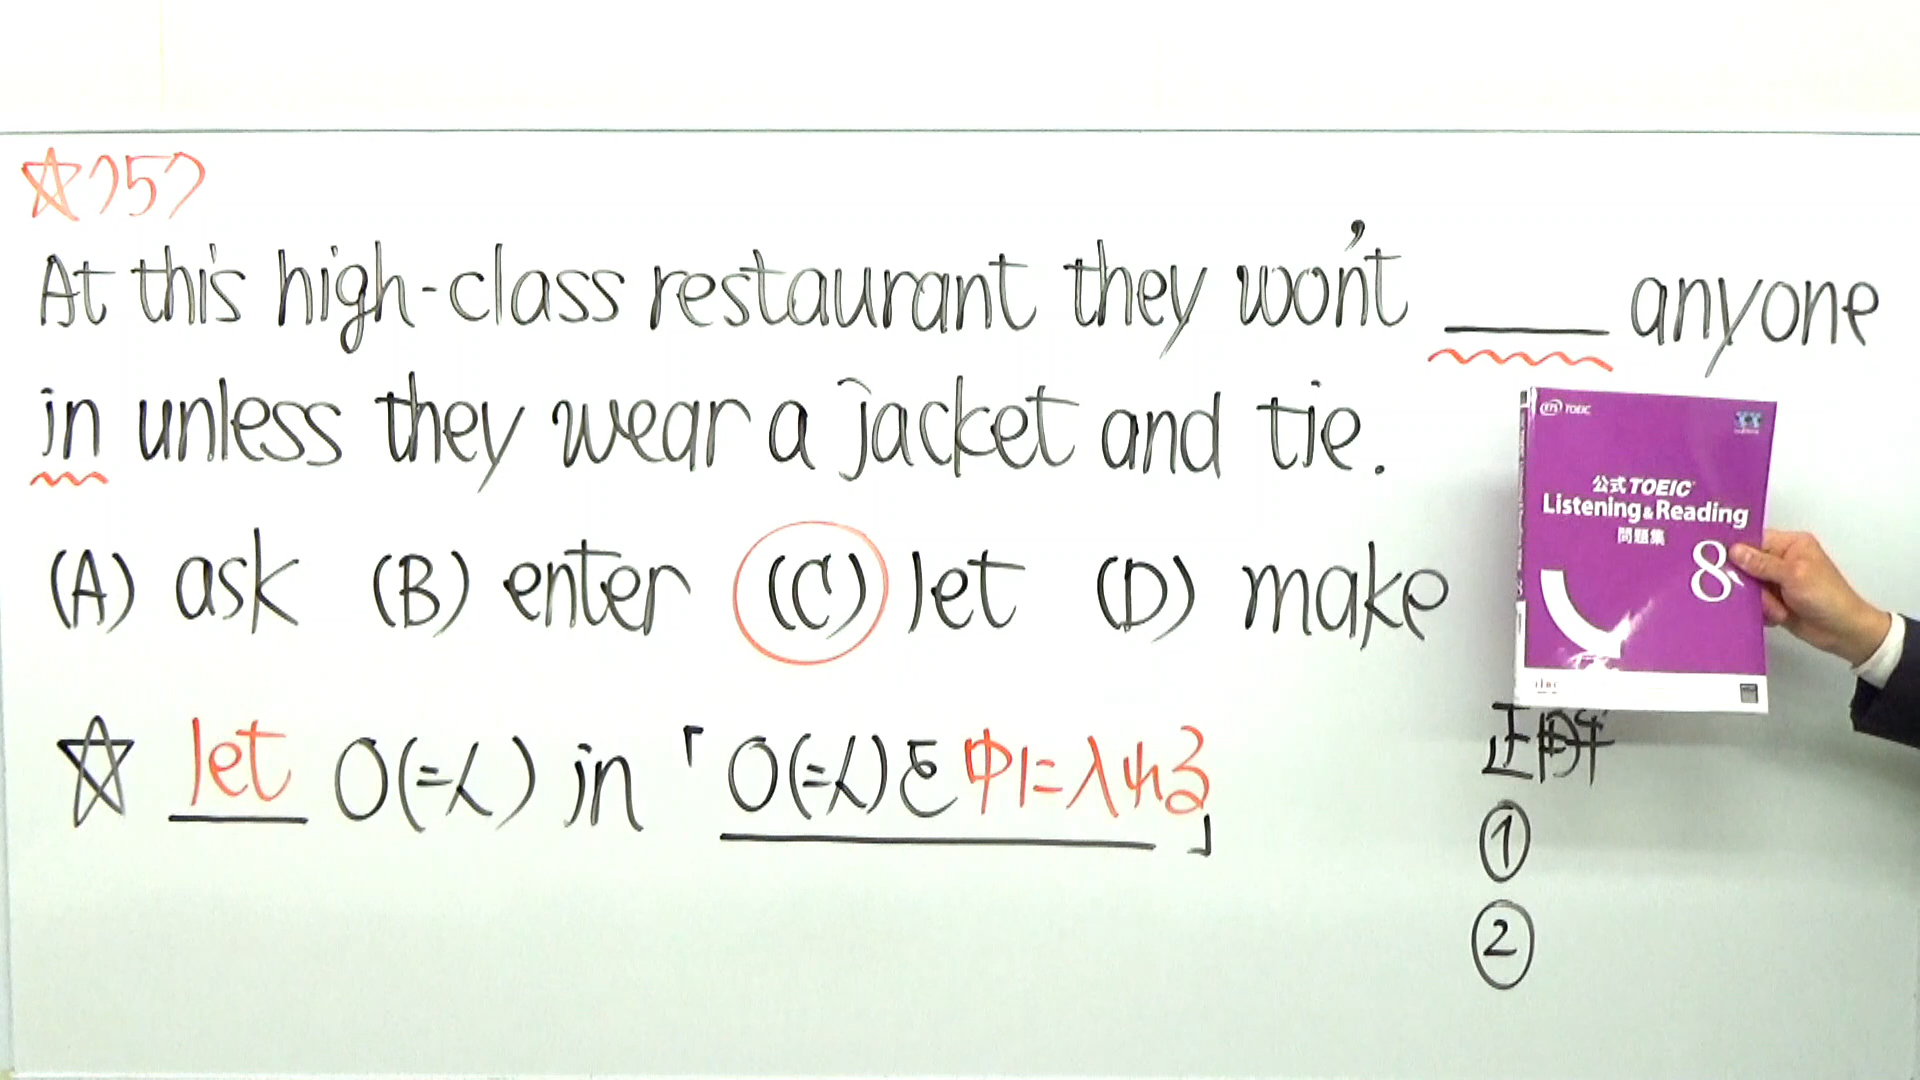 ☆757
At this high-class restaurant they won't ____ anyone
in unless they wear a jacket and tie.
(A) ask (B) enter (C) let (D) make
☆ let O(=人) in「O(=人)を中に入れる」
TOEIC
公式TOEIC
Listening&Reading
問題集
8
正解
①
②